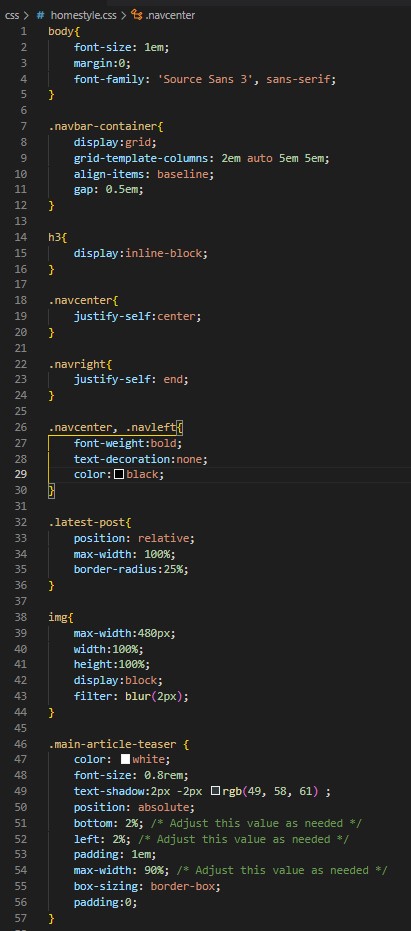 css > # homestyle.css > .navcenter
1 body{
2 font-size: 1em;
3 margin:0;
4 font-family: 'Source Sans 3', sans-serif;
5 }
6
7 .navbar-container{
8 display:grid;
9 grid-template-columns: 2em auto 5em 5em;
10 align-items: baseline;
11 gap: 0.5em;
12 }
13
14 h3{
15 display:inline-block;
16 }
17
18 .navcenter{
19 justify-self:center;
20 }
21
22 .navright{
23 justify-self: end;
24 }
25
26 .navcenter, .navleft{
27 font-weight:bold;
28 text-decoration:none;
29 color:black;
30 }
31
32 .latest-post{
33 position: relative;
34 max-width: 100%;
35 border-radius:25%;
36 }
37
38 img{
39 max-width:480px;
40 width:100%;
41 height:100%;
42 display:block;
43 filter: blur(2px);
44 }
45
46 .main-article-teaser {
47 color: white;
48 font-size: 0.8rem;
49 text-shadow:2px -2px rgb(49, 58, 61) ;
50 position: absolute;
51 bottom: 2%; /* Adjust this value as needed */
52 left: 2%; /* Adjust this value as needed */
53 padding: 1em;
54 max-width: 90%; /* Adjust this value as needed */
55 box-sizing: border-box;
56 padding:0;
57 }